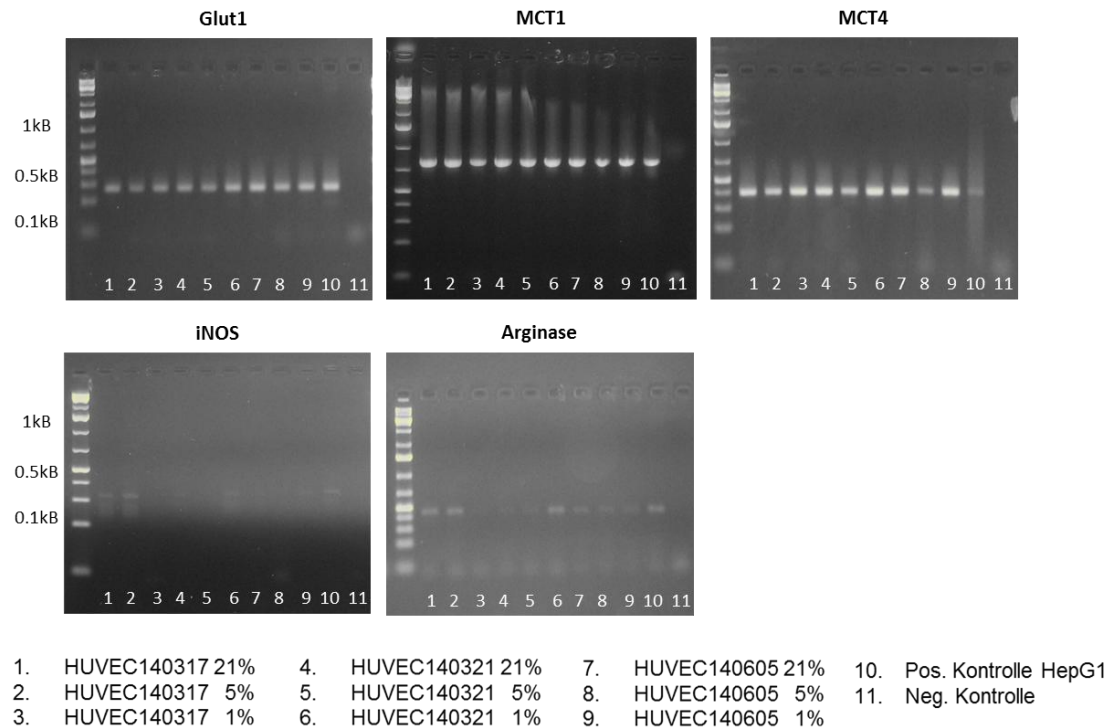 Glut1 MCT1 MCT4
1kB
0.5kB
0.1kB
1 2 3 4 5 6 7 8 9 10 11 1 2 3 4 5 6 7 8 9 10 11 1 2 3 4 5 6 7 8 9 10 11
iNOS Arginase
1kB
0.5kB
0.1kB
1 2 3 4 5 6 7 8 9 10 11 1 2 3 4 5 6 7 8 9 10 11
1. HUVEC140317 21% 4. HUVEC140321 21% 7. HUVEC140605 21% 10. Pos. Kontrolle HepG1
2. HUVEC140317 5% 5. HUVEC140321 5% 8. HUVEC140605 5% 11. Neg. Kontrolle
3. HUVEC140317 1% 6. HUVEC140321 1% 9. HUVEC140605 1%